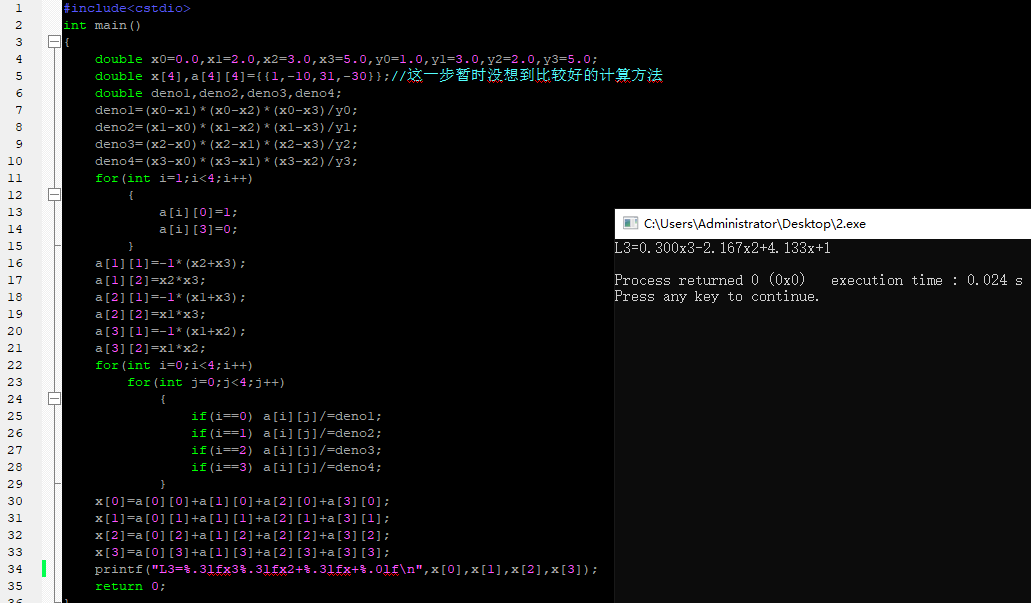 1 #include<cstdio>
2 int main()
3 {
4 double x0=0.0,x1=2.0,x2=3.0,x3=5.0,y0=1.0,y1=3.0,y2=2.0,y3=5.0;
5 double x[4],a[4][4]={{1,-10,31,-30}};//这一步暂时没想到比较好的计算方法
6 double deno1,deno2,deno3,deno4;
7 deno1=(x0-x1)*(x0-x2)*(x0-x3)/y0;
8 deno2=(x1-x0)*(x1-x2)*(x1-x3)/y1;
9 deno3=(x2-x0)*(x2-x1)*(x2-x3)/y2;
10 deno4=(x3-x0)*(x3-x1)*(x3-x2)/y3;
11 for(int i=1;i<4;i++)
12 {
13 a[i][0]=1;
14 a[i][3]=0;
15 }
16 a[1][1]=-1*(x2+x3);
17 a[1][2]=x2*x3;
18 a[2][1]=-1*(x1+x3);
19 a[2][2]=x1*x3;
20 a[3][1]=-1*(x1+x2);
21 a[3][2]=x1*x2;
22 for(int i=0;i<4;i++)
23 for(int j=0;j<4;j++)
24 {
25 if(i==0) a[i][j]/=deno1;
26 if(i==1) a[i][j]/=deno2;
27 if(i==2) a[i][j]/=deno3;
28 if(i==3) a[i][j]/=deno4;
29 }
30 x[0]=a[0][0]+a[1][0]+a[2][0]+a[3][0];
31 x[1]=a[0][1]+a[1][1]+a[2][1]+a[3][1];
32 x[2]=a[0][2]+a[1][2]+a[2][2]+a[3][2];
33 x[3]=a[0][3]+a[1][3]+a[2][3]+a[3][3];
34 printf("L3=%.3lfx3%.3lfx2+%.3lfx+%.0lf\n",x[0],x[1],x[2],x[3]);
35 return 0;
36 }
C:\Users\Administrator\Desktop\2.exe
L3=0.300x3-2.167x2+4.133x+1
Process returned 0 (0x0) execution time : 0.024 s
Press any key to continue.